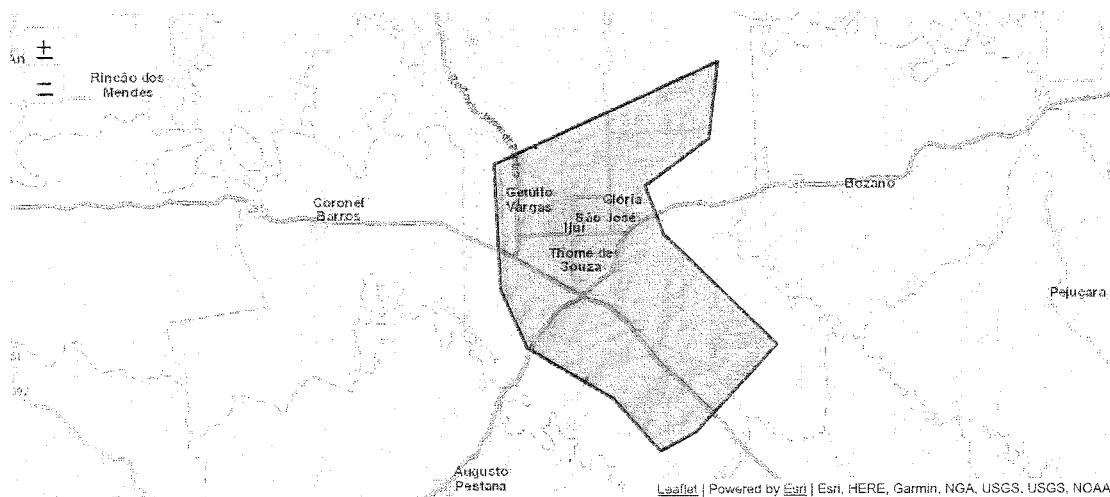 +
Rincão dos
Mendes
Getúlio
Vargas
Glória
Bozano
Coronel
Barros
São José
Ijuí
Thomé de
Souza
Pejuçara
Augusto
Pestana
Leaflet | Powered by Esri | Esri, HERE, Garmin, NGA, USGS, USGS, NOAA